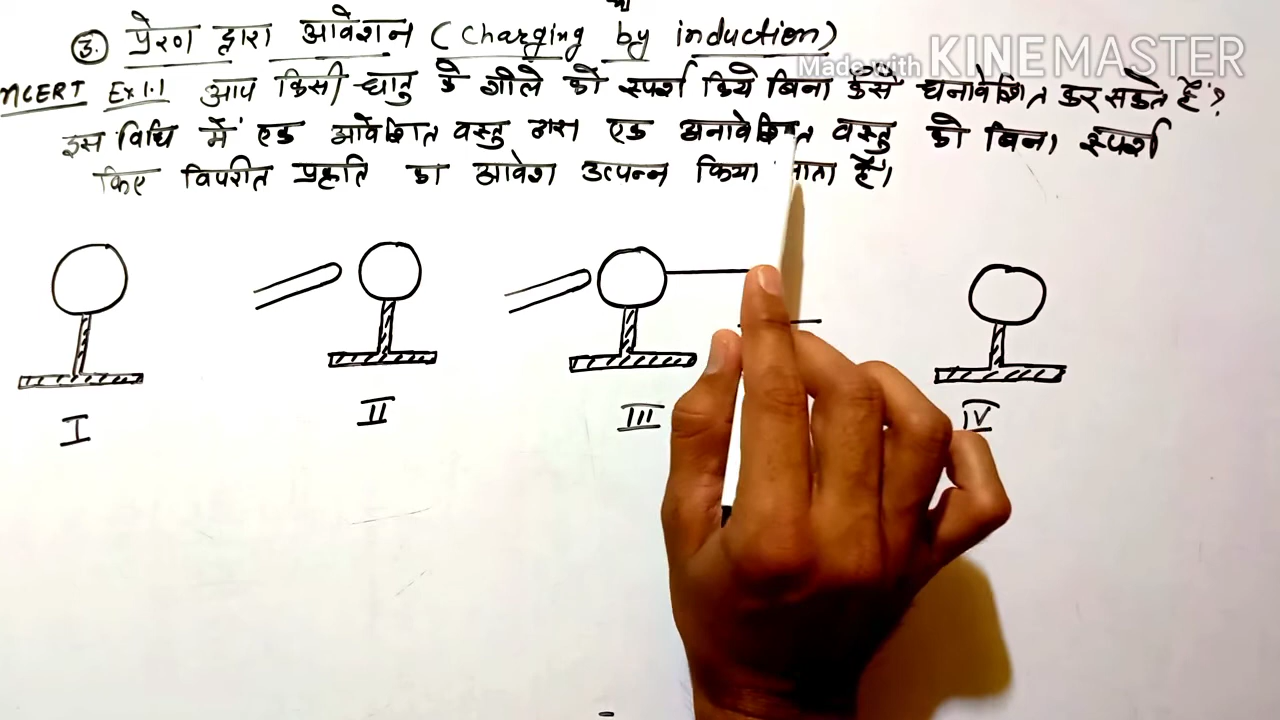 3. प्रेरण द्वारा आवेशन (Charging by induction)
Made with KINEMASTER
NCERT Ex 1.1 आप किसी धातु के गोले को स्पर्श किये बिना कैसे धनावेशित कर सकते हैं?
इस विधि में एक आवेशित वस्तु द्वारा एक अनावेशित वस्तु को बिना स्पर्श
किए विपरीत प्रकृति का आवेश उत्पन्न किया जाता है।
I II III IV